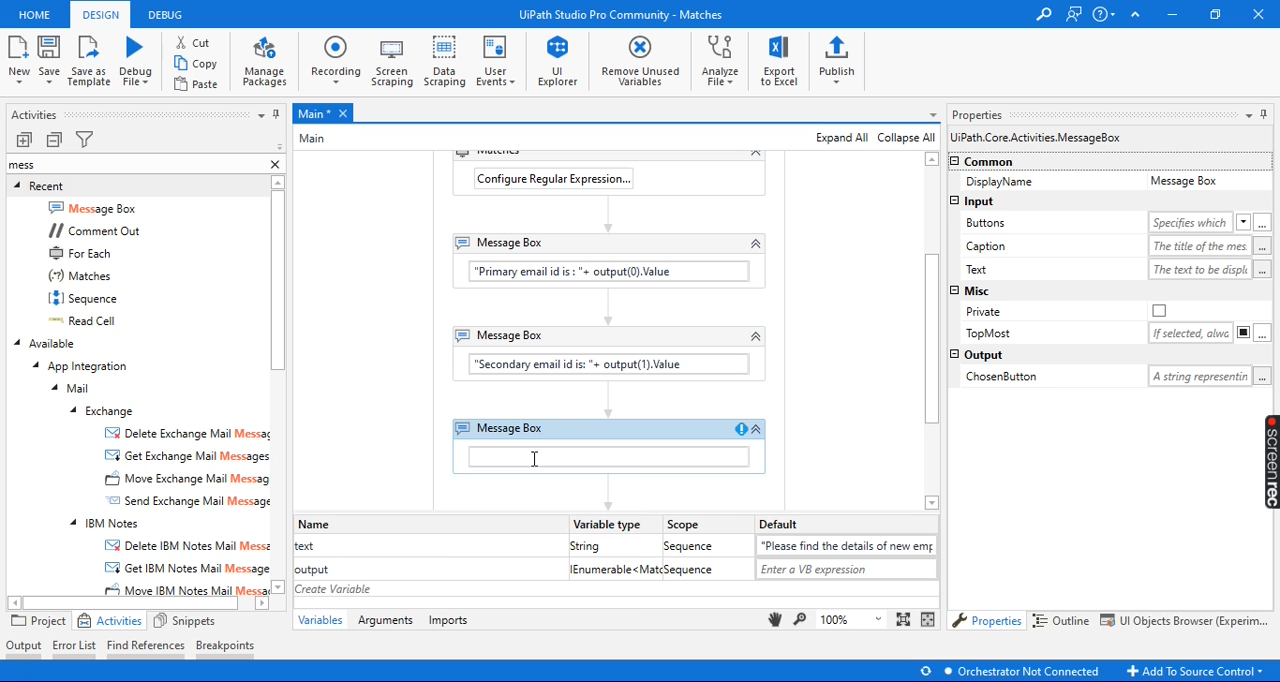 HOME DESIGN DEBUG UiPath Studio Pro Community - Matches
New Save Save as Template Debug File Cut Copy Paste Manage Packages Recording Screen Scraping Data Scraping User Events UI Explorer Remove Unused Variables Analyze File Export to Excel Publish
Activities
mess
Recent
Message Box
Comment Out
For Each
Matches
Sequence
Read Cell
Available
App Integration
Mail
Exchange
Delete Exchange Mail Messag
Get Exchange Mail Messages
Move Exchange Mail Messag
Send Exchange Mail Message
IBM Notes
Delete IBM Notes Mail Messa
Get IBM Notes Mail Message
Move IBM Notes Mail Messa
Project Activities Snippets
Main *
Main Expand All Collapse All
Matches
Configure Regular Expression...
Message Box
"Primary email id is : "+ output(0).Value
Message Box
"Secondary email id is: "+ output(1).Value
Message Box
Name Variable type Scope Default
text String Sequence "Please find the details of new emp
output IEnumerable<Matc Sequence Enter a VB expression
Create Variable
Variables Arguments Imports 100%
Properties
UiPath.Core.Activities.MessageBox
Common
DisplayName Message Box
Input
Buttons Specifies which ...
Caption The title of the mes. ...
Text The text to be displa ...
Misc
Private
TopMost If selected, alwa ...
Output
ChosenButton A string representin ...
Properties Outline UI Objects Browser (Experim...
screenrec
Output Error List Find References Breakpoints
Orchestrator Not Connected Add To Source Control